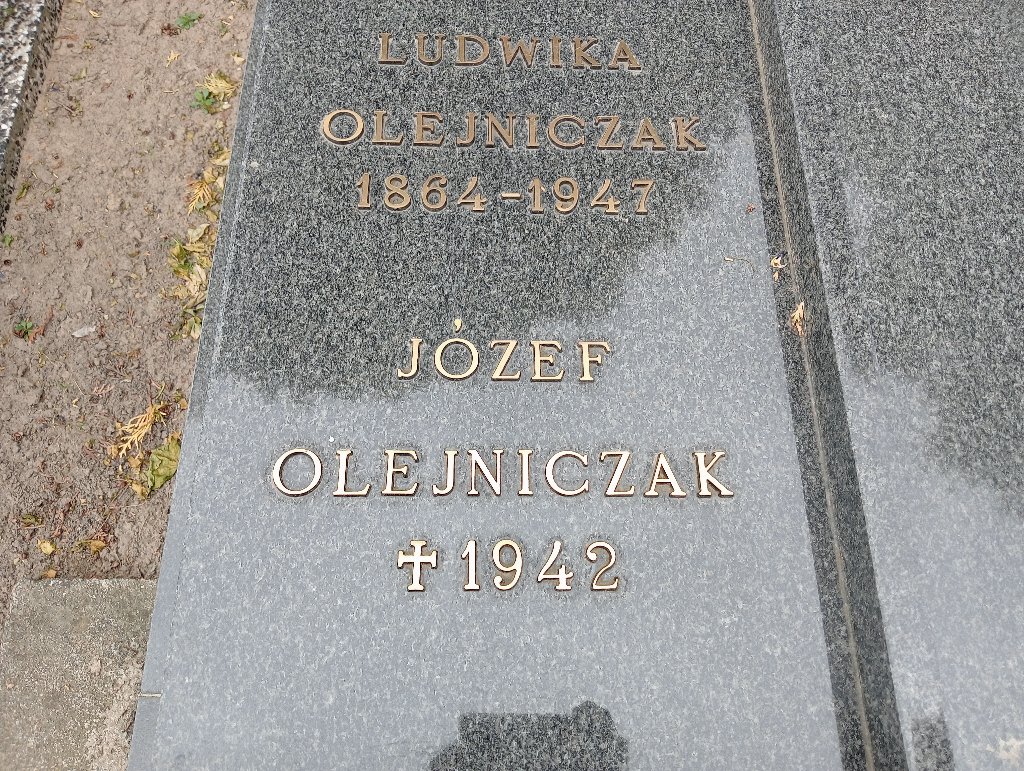 LUDWIKA
OLEJNICZAK
1864-1947
JÓZEF
OLEJNICZAK
✝ 1942